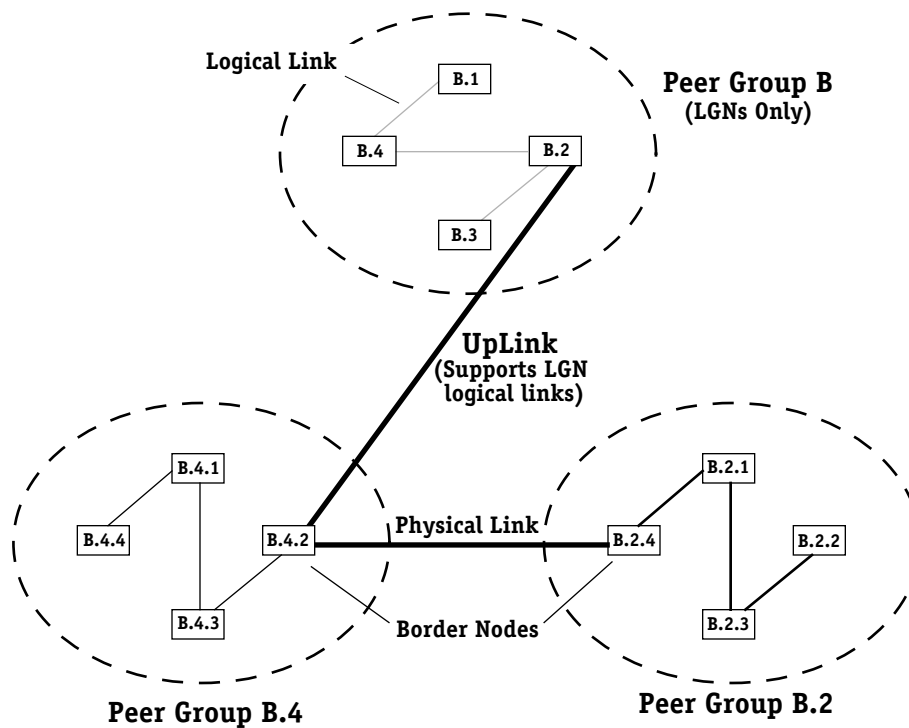 Logical Link
B.1
Peer Group B
(LGNs Only)
B.4
B.2
B.3
UpLink
(Supports LGN
logical links)
B.4.1
B.4.4
B.4.2
B.4.3
Physical Link
B.2.1
B.2.4
B.2.2
B.2.3
Border Nodes
Peer Group B.4
Peer Group B.2